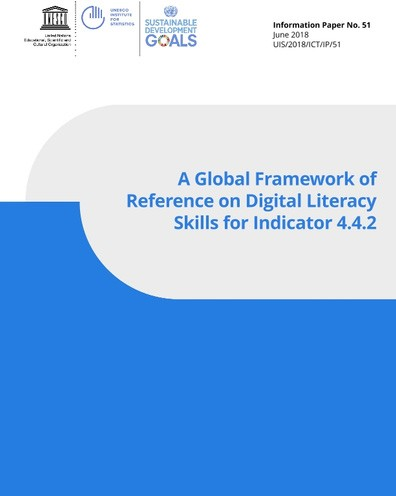 United Nations
Educational, Scientific and
Cultural Organization
UNESCO
INSTITUTE
FOR
STATISTICS
SUSTAINABLE
DEVELOPMENT
GOALS
Information Paper No. 51
June 2018
UIS/2018/ICT/IP/51
A Global Framework of
Reference on Digital Literacy
Skills for Indicator 4.4.2